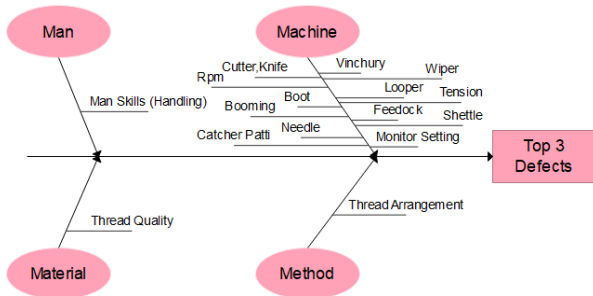 Man
Machine
Cutter,Knife
Vinchury
Wiper
Rpm
Looper
Tension
Man Skills (Handling)
Boot
Booming
Feedock
Shettle
Catcher Patti
Needle
Monitor Setting
Top 3
Defects
Thread Quality
Thread Arrangement
Material
Method